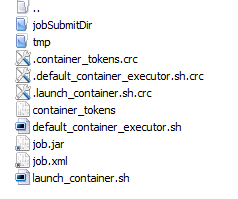 ..
jobSubmitDir
tmp
.container_tokens.crc
.default_container_executor.sh.crc
.launch_container.sh.crc
container_tokens
default_container_executor.sh
job.jar
job.xml
launch_container.sh